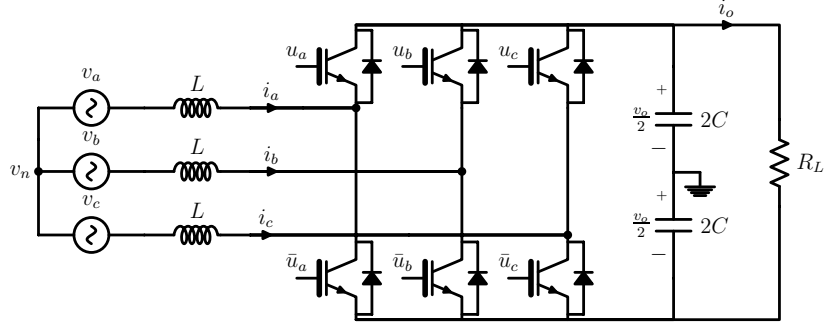 i_o
u_a u_b u_c
v_a L i_a
+
v_o/2 2C
−
v_b L i_b
v_n R_L
v_c L i_c
+
v_o/2 2C
−
ū_a ū_b ū_c